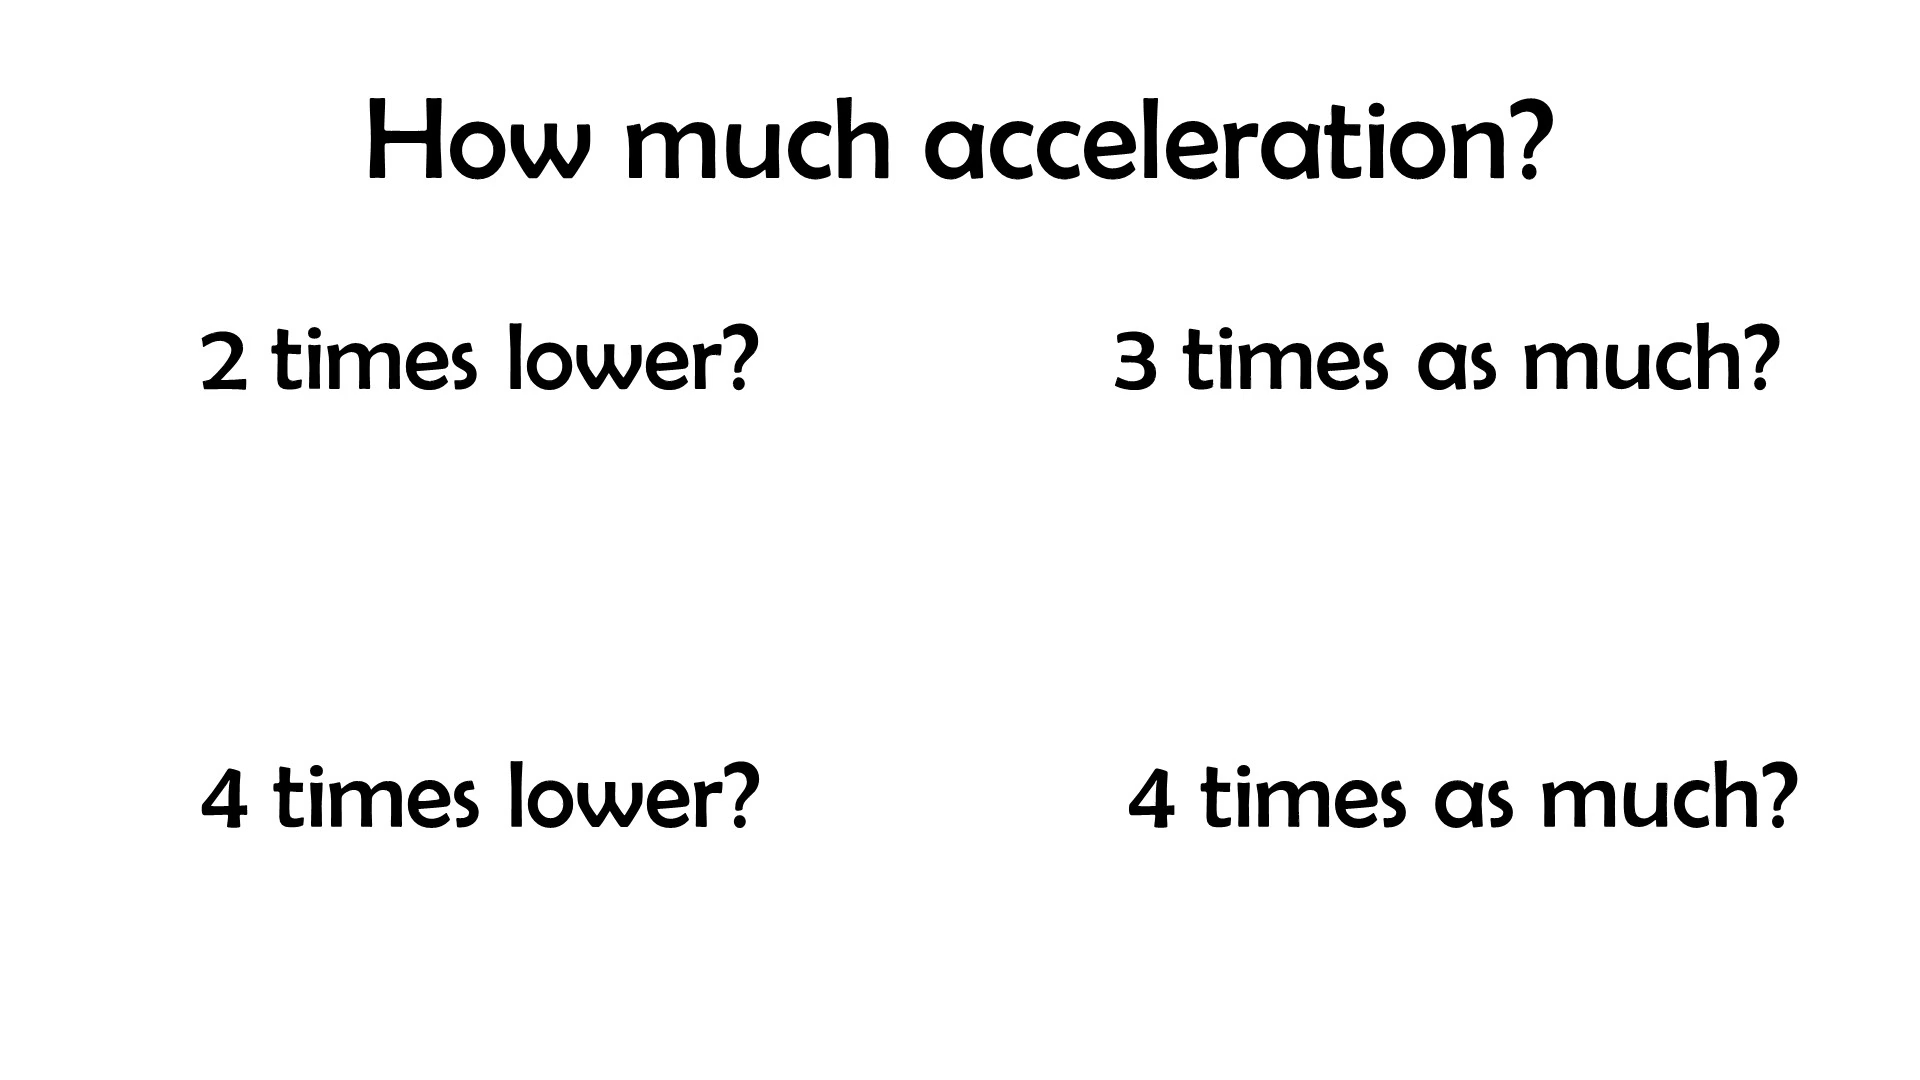 How much acceleration?
2 times lower?
3 times as much?
4 times lower?
4 times as much?